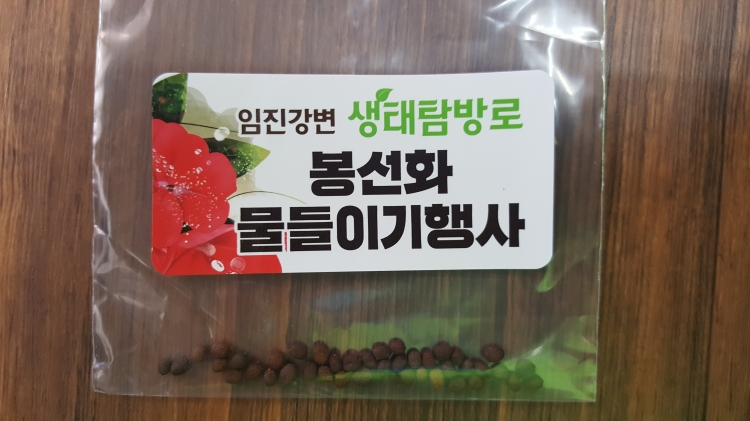 임진강변 생태탐방로
봉선화
물들이기행사